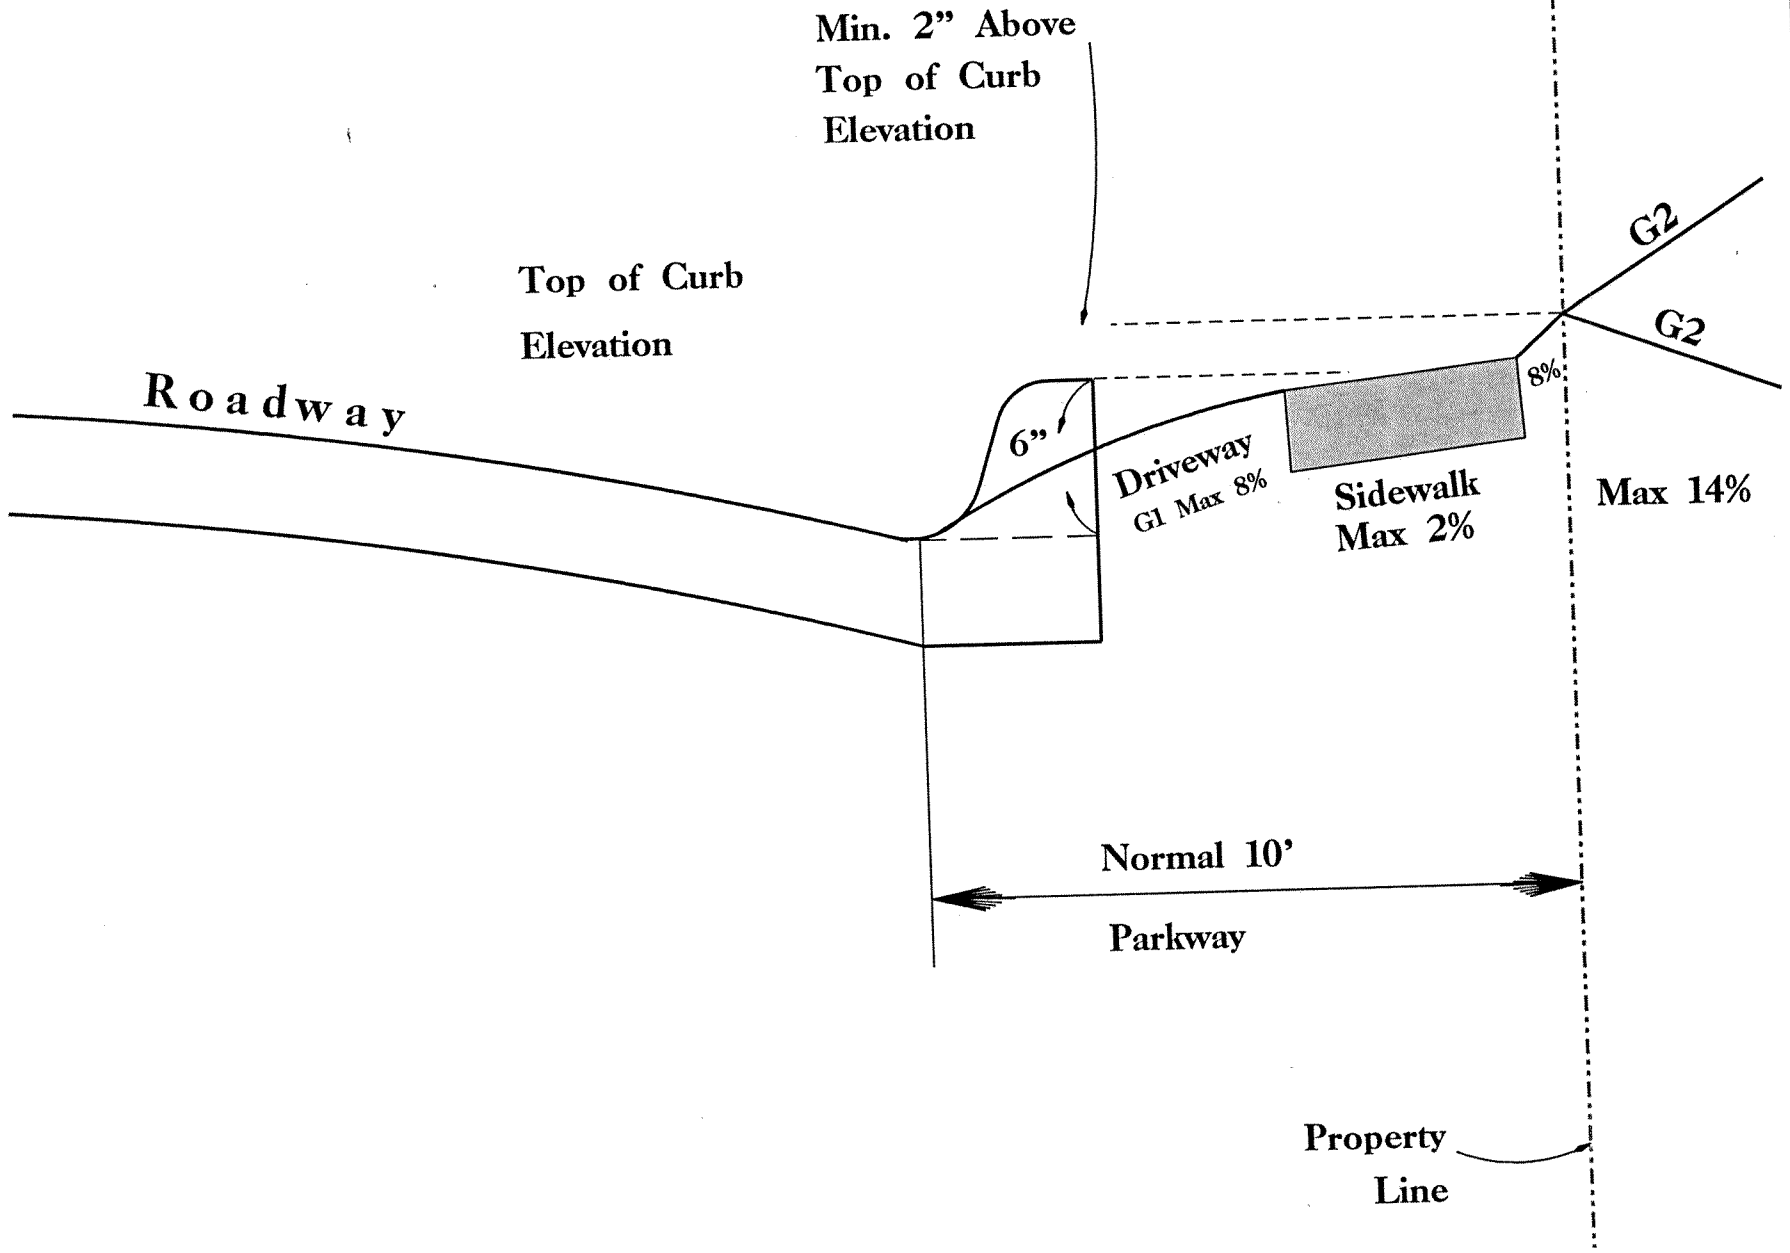 Min. 2” Above
Top of Curb
Elevation
Top of Curb
Elevation
Roadway
G2
G2
8%
6”
Driveway
G1 Max 8%
Sidewalk
Max 2%
Max 14%
Normal 10’
Parkway
Property
Line